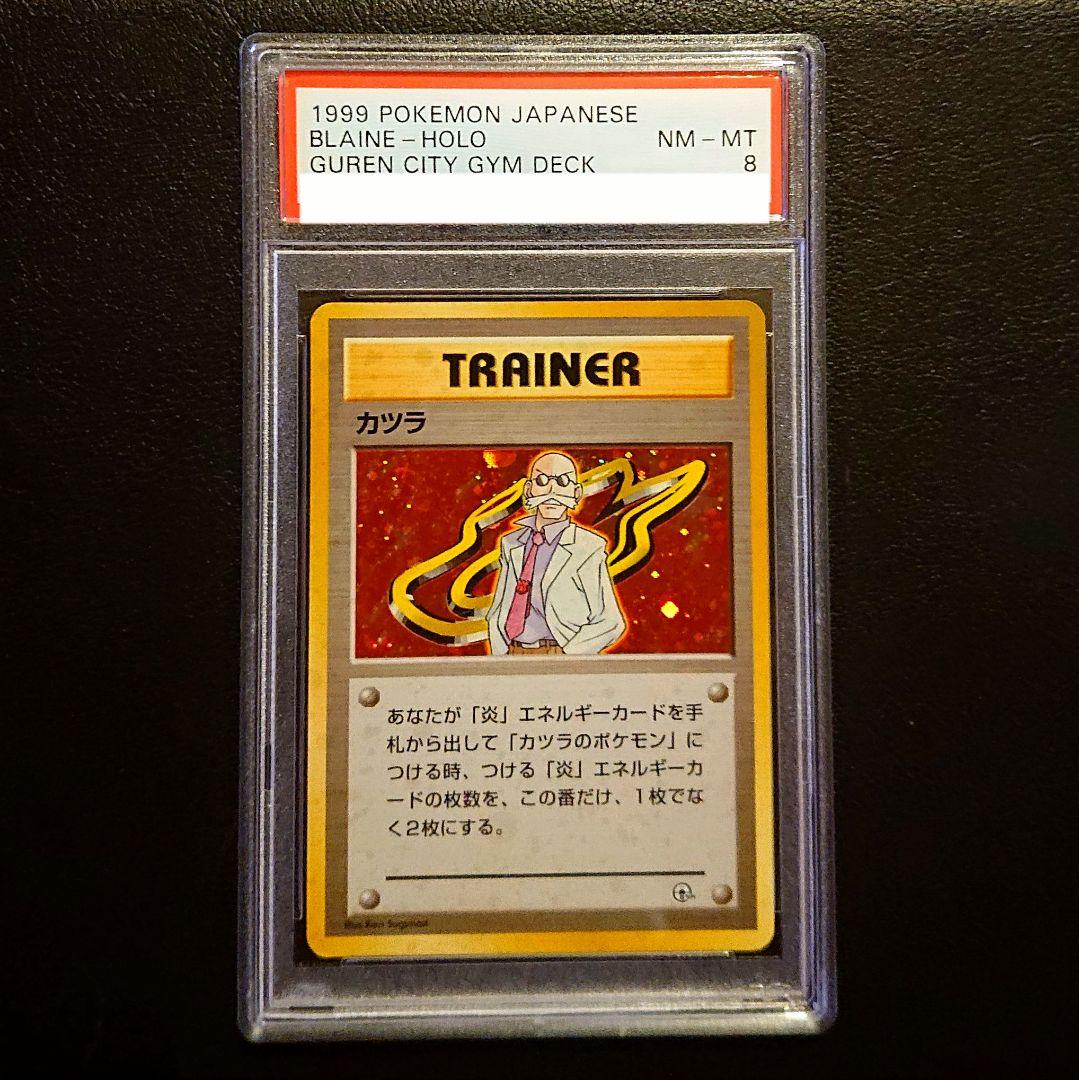 1999 POKEMON JAPANESE
BLAINE-HOLO NM-MT
GUREN CITY GYM DECK 8
TRAINER
カツラ
あなたが「炎」エネルギーカードを手
札から出して「カツラのポケモン」に
つける時、つける「炎」エネルギーカ
ードの枚数を、この番だけ、1枚でな
く2枚にする。
Illus. Ken Sugimori